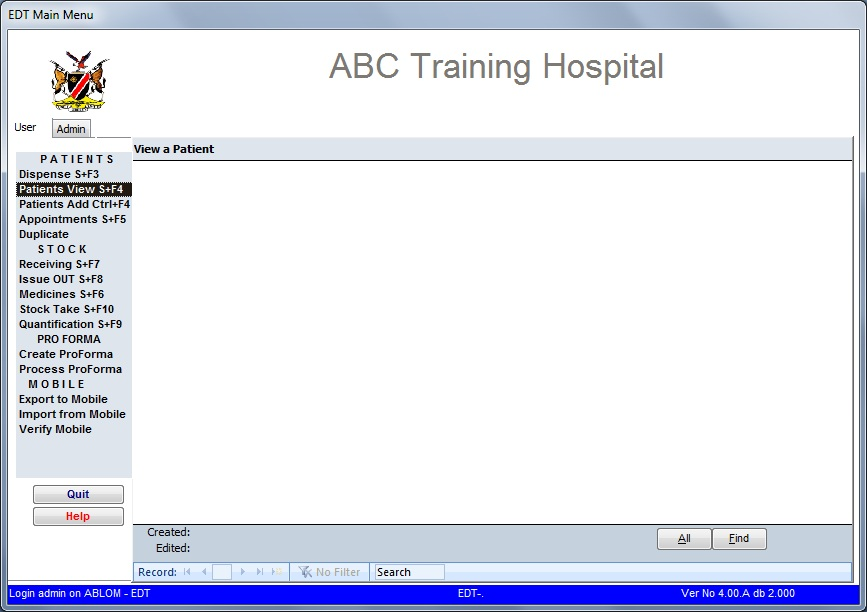 EDT Main Menu
ABC Training Hospital
User Admin
View a Patient
P A T I E N T S
Dispense S+F3
Patients View S+F4
Patients Add Ctrl+F4
Appointments S+F5
Duplicate
S T O C K
Receiving S+F7
Issue OUT S+F8
Medicines S+F6
Stock Take S+F10
Quantification S+F9
PRO FORMA
Create ProForma
Process ProForma
M O B I L E
Export to Mobile
Import from Mobile
Verify Mobile
Quit
Help
Created:
Edited:
All Find
Record: No Filter Search
Login admin on ABLOM - EDT EDT-. Ver No 4.00.A db 2.000